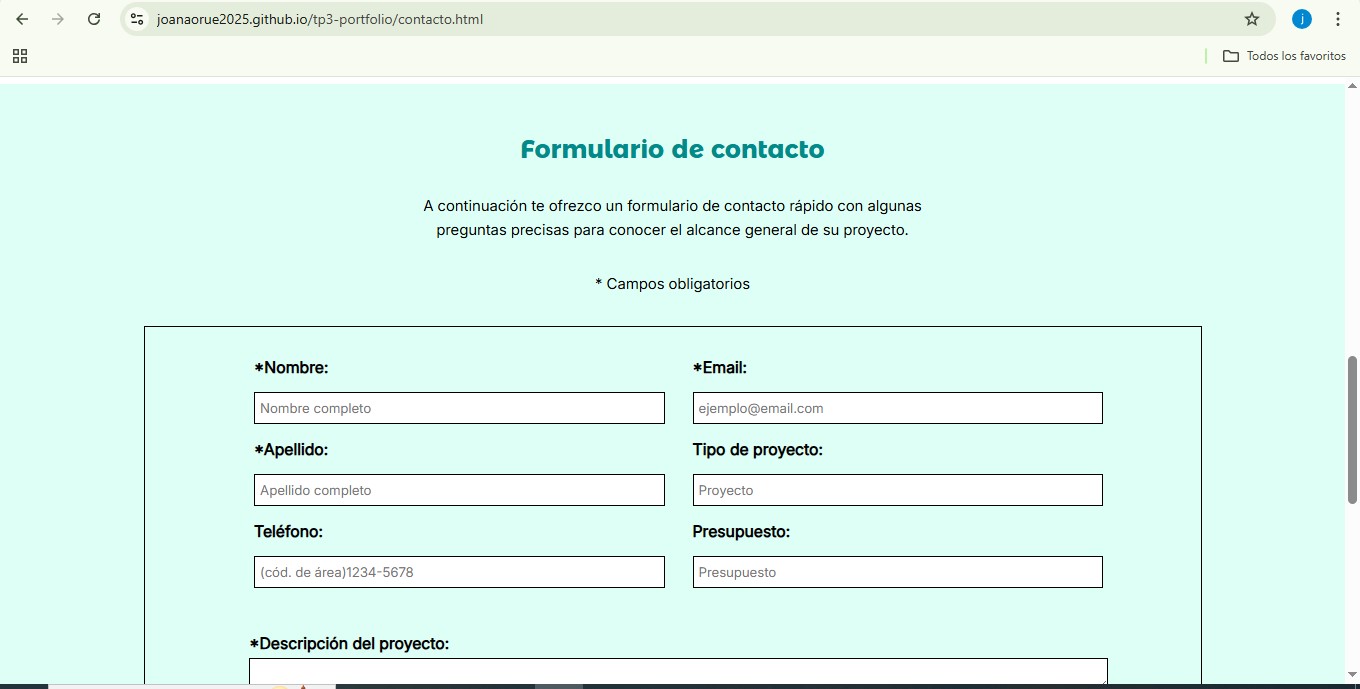 joanaorue2025.github.io/tp3-portfolio/contacto.html
j
Todos los favoritos
Formulario de contacto
A continuación te ofrezco un formulario de contacto rápido con algunas
preguntas precisas para conocer el alcance general de su proyecto.
* Campos obligatorios
*Nombre:
Nombre completo
*Email:
ejemplo@email.com
*Apellido:
Apellido completo
Tipo de proyecto:
Proyecto
Teléfono:
(cód. de área)1234-5678
Presupuesto:
Presupuesto
*Descripción del proyecto: